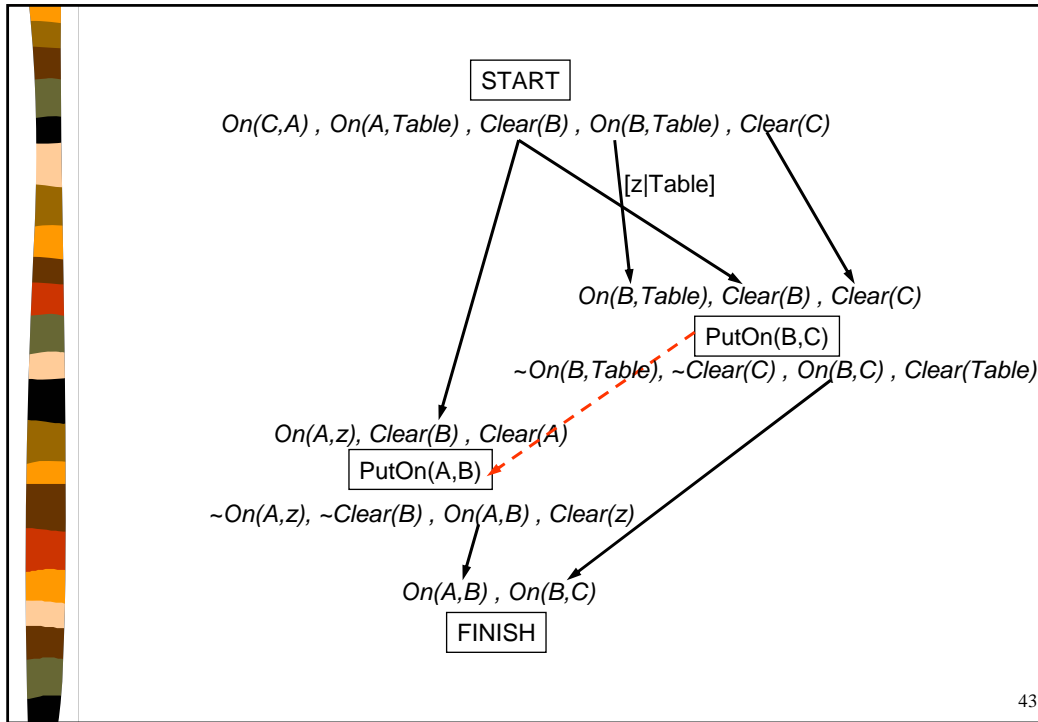 START
On(C,A) , On(A,Table) , Clear(B) , On(B,Table) , Clear(C)
[z|Table]
On(B,Table), Clear(B) , Clear(C)
PutOn(B,C)
~On(B,Table), ~Clear(C) , On(B,C) , Clear(Table)
On(A,z), Clear(B) , Clear(A)
PutOn(A,B)
~On(A,z), ~Clear(B) , On(A,B) , Clear(z)
On(A,B) , On(B,C)
FINISH
43